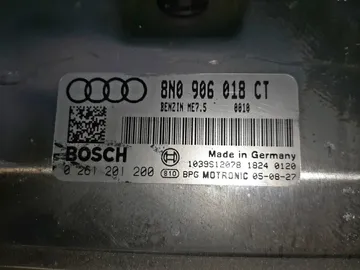 8N0 906 018 CT
BENZIN ME7.5 0010
BOSCH
Made in Germany
1039S12078 1824 0120
0 261 201 200 S10 BPG MOTRONIC 05-08-27